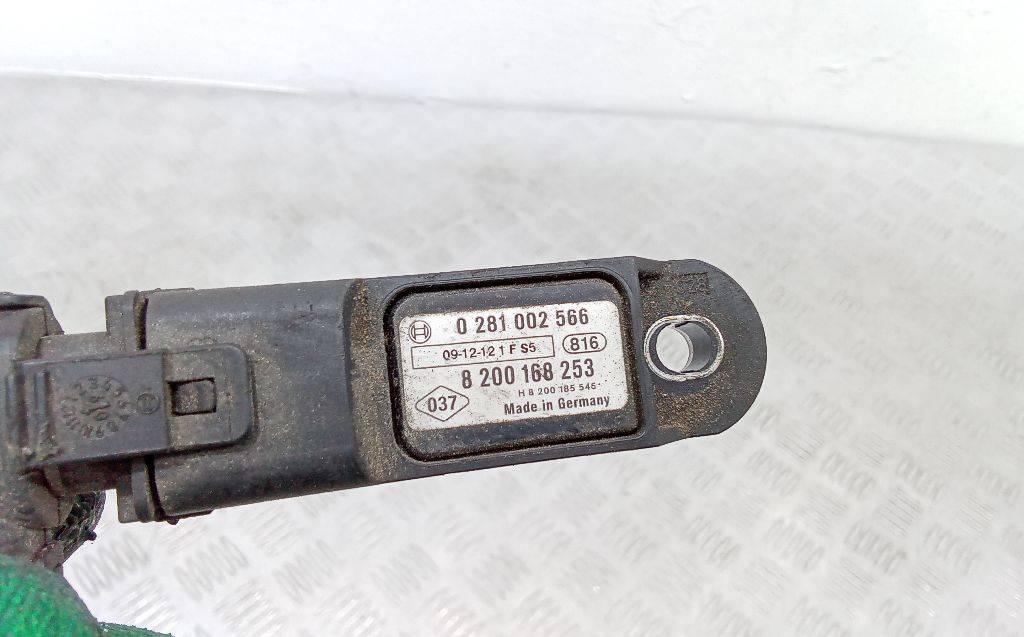 0 281 002 566
09-12-12 1 F S5 816
8 200 168 253
H 8 200 185 545
037 Made in Germany